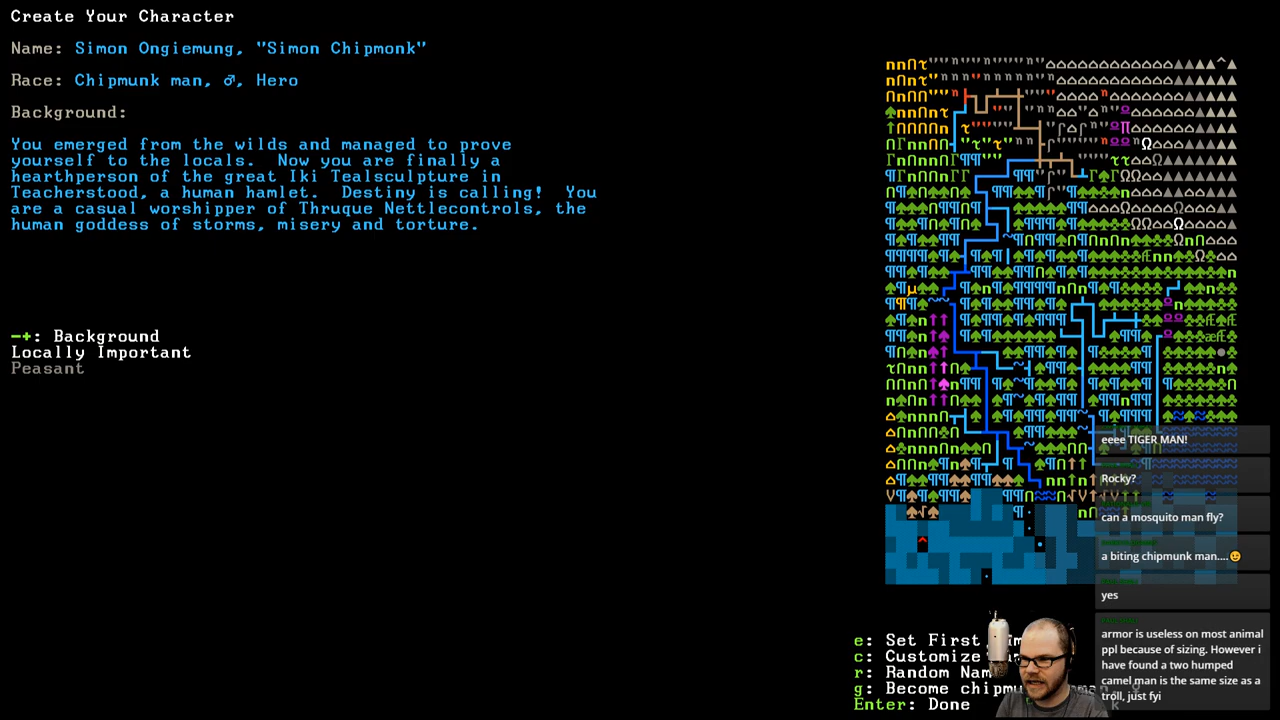 Create Your Character
Name: Simon Ongiemung, "Simon Chipmonk"
Race: Chipmunk man, ♂, Hero
Background:
You emerged from the wilds and managed to prove
yourself to the locals.  Now you are finally a
hearthperson of the great Iki Tealsculpture in
Teacherstood, a human hamlet.  Destiny is calling!  You
are a casual worshipper of Thruque Nettlecontrols, the
human goddess of storms, misery and torture.
-+: Background
Locally Important
Peasant
eeee TIGER MAN!
Rocky?
can a mosquito man fly?
a biting chipmunk man....😉
yes
armor is useless on most animal
ppl because of sizing. However i
have found a two humped
camel man is the same size as a
troll, just fyi
e: Set First
c: Customize
r: Random Nam
g: Become chipmu
Enter: Done